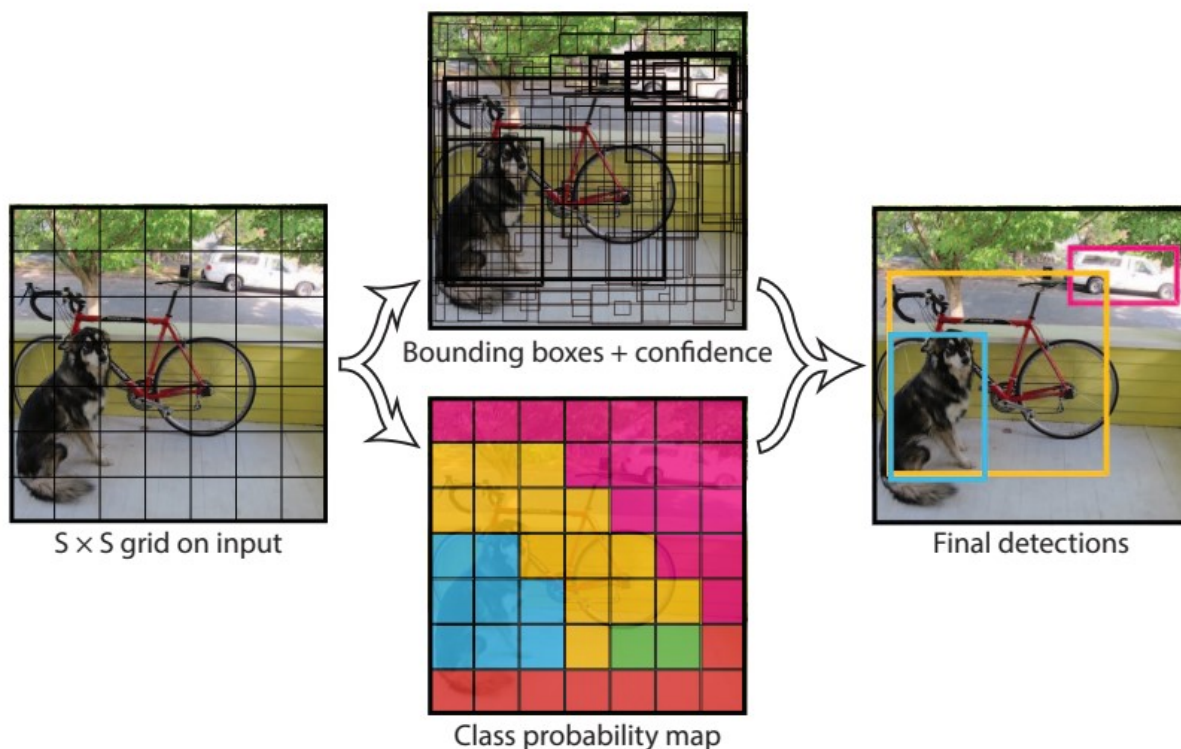 Bounding boxes + confidence
S × S grid on input
Final detections
Class probability map